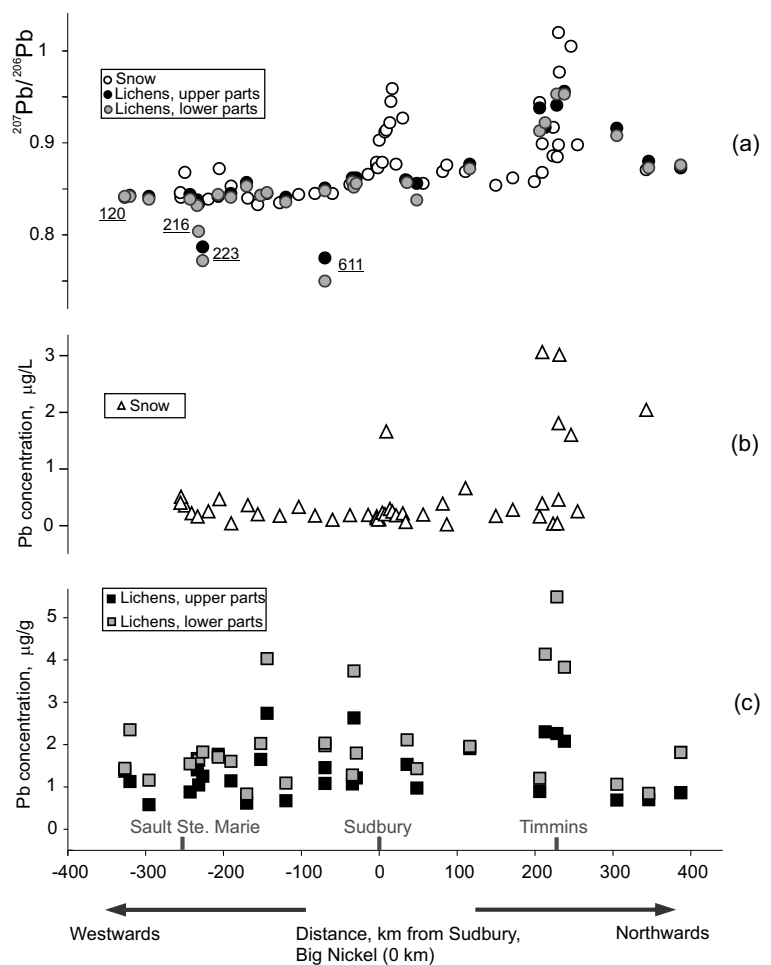 (a)
²⁰⁷Pb/²⁰⁶Pb
1
0.9
0.8
Snow
Lichens, upper parts
Lichens, lower parts
120
216
223
611
(b)
Pb concentration, µg/L
3
2
1
0
Snow
(c)
Pb concentration, µg/g
5
4
3
2
1
0
Lichens, upper parts
Lichens, lower parts
Sault Ste. Marie Sudbury Timmins
-400 -300 -200 -100 0 100 200 300 400
Westwards Distance, km from Sudbury, Northwards
Big Nickel (0 km)